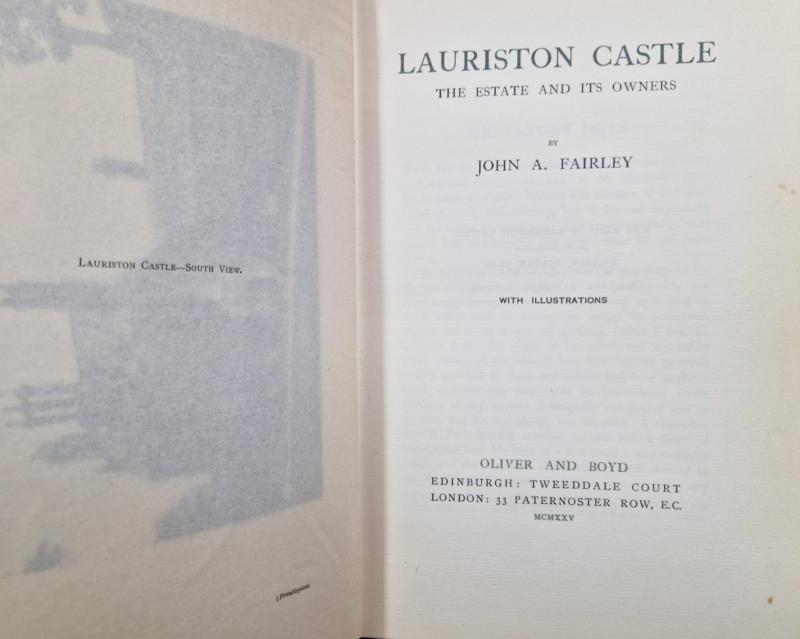 LAURISTON CASTLE—SOUTH VIEW.
[Frontispiece.
LAURISTON CASTLE
THE ESTATE AND ITS OWNERS
BY
JOHN A. FAIRLEY
WITH ILLUSTRATIONS
OLIVER AND BOYD
EDINBURGH: TWEEDDALE COURT
LONDON: 33 PATERNOSTER ROW, E.C.
MCMXXV